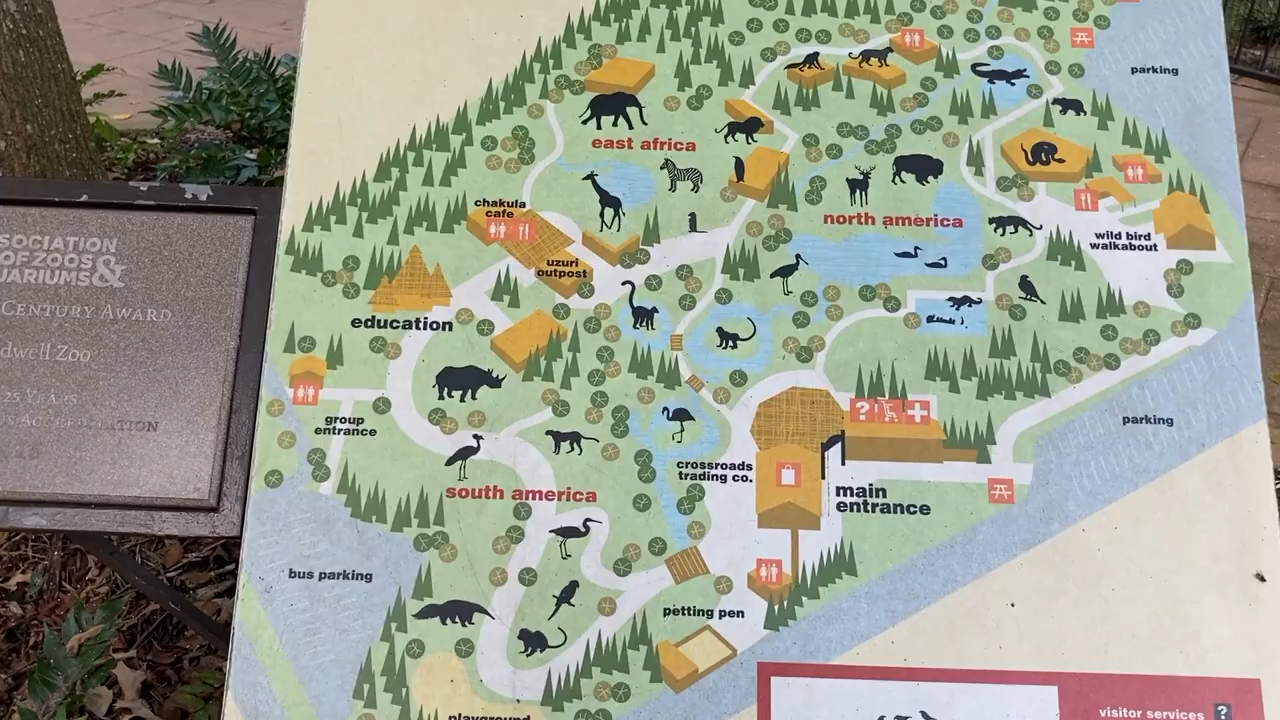 parking
east africa
chakula
cafe
north america
wild bird
walkabout
uzuri
outpost
education
group
entrance
parking
crossroads
trading co.
main
entrance
south america
bus parking
petting pen
playground
visitor services ?
? +
SOCIATION
OF ZOOS
UARIUMS &
CENTURY AWARD
dwell Zoo
25 YEARS